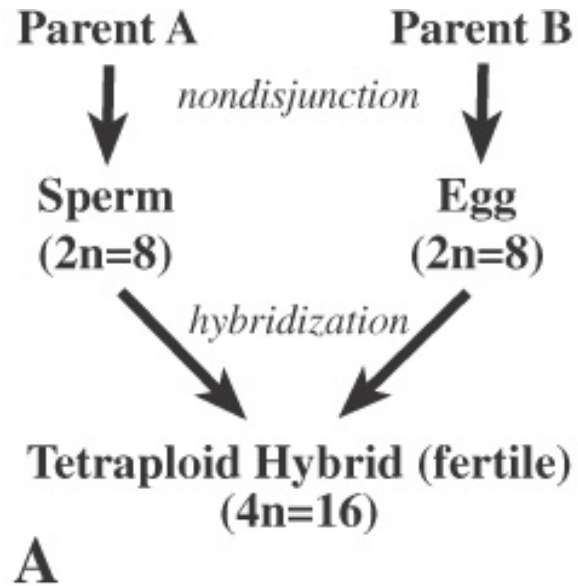 Parent A Parent B
nondisjunction
Sperm Egg
(2n=8) (2n=8)
hybridization
Tetraploid Hybrid (fertile)
(4n=16)
A